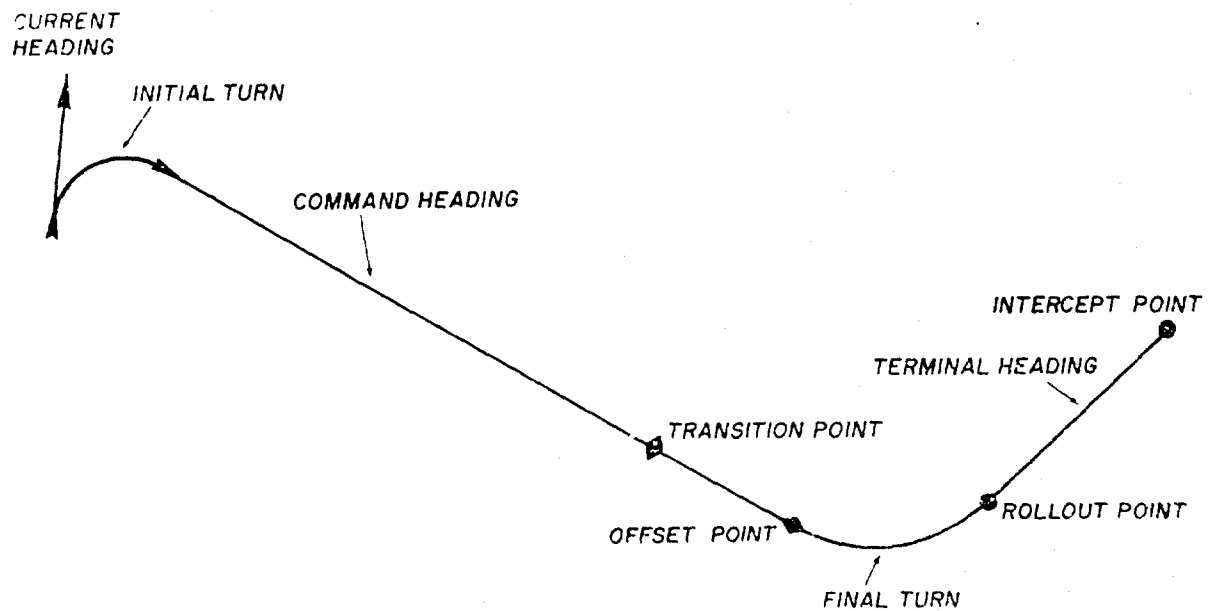 CURRENT
HEADING
INITIAL TURN
COMMAND HEADING
INTERCEPT POINT
TERMINAL HEADING
TRANSITION POINT
ROLLOUT POINT
OFFSET POINT
FINAL TURN